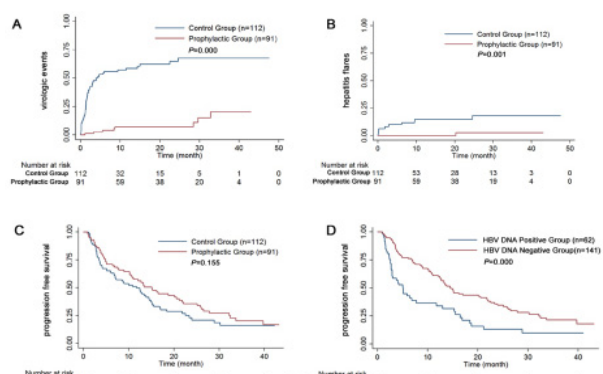 A
Control Group (n=112)
Prophylactic Group (n=91)
P=0.000
virologic events
0.00 0.25 0.50 0.75 1.00
0 10 20 30 40 50
Time (month)
Number at risk
Control Group 112 32 15 5 1 0
Prophylactic Group 91 59 38 20 4 0
B
Control Group (n=112)
Prophylactic Group (n=91)
P=0.001
hepatitis flares
0.00 0.25 0.50 0.75 1.00
0 10 20 30 40 50
Time (month)
Number at risk
Control Group 112 53 28 13 3 0
Prophylactic Group 91 59 38 19 4 0
C
Control Group (n=112)
Prophylactic Group (n=91)
P=0.155
progression free survival
0.00 0.25 0.50 0.75 1.00
0 10 20 30 40
Time (month)
Number at risk
D
HBV DNA Positive Group (n=62)
HBV DNA Negative Group(n=141)
P=0.000
progression free survival
0.00 0.25 0.50 0.75 1.00
0 10 20 30 40
Time (month)
Number at risk